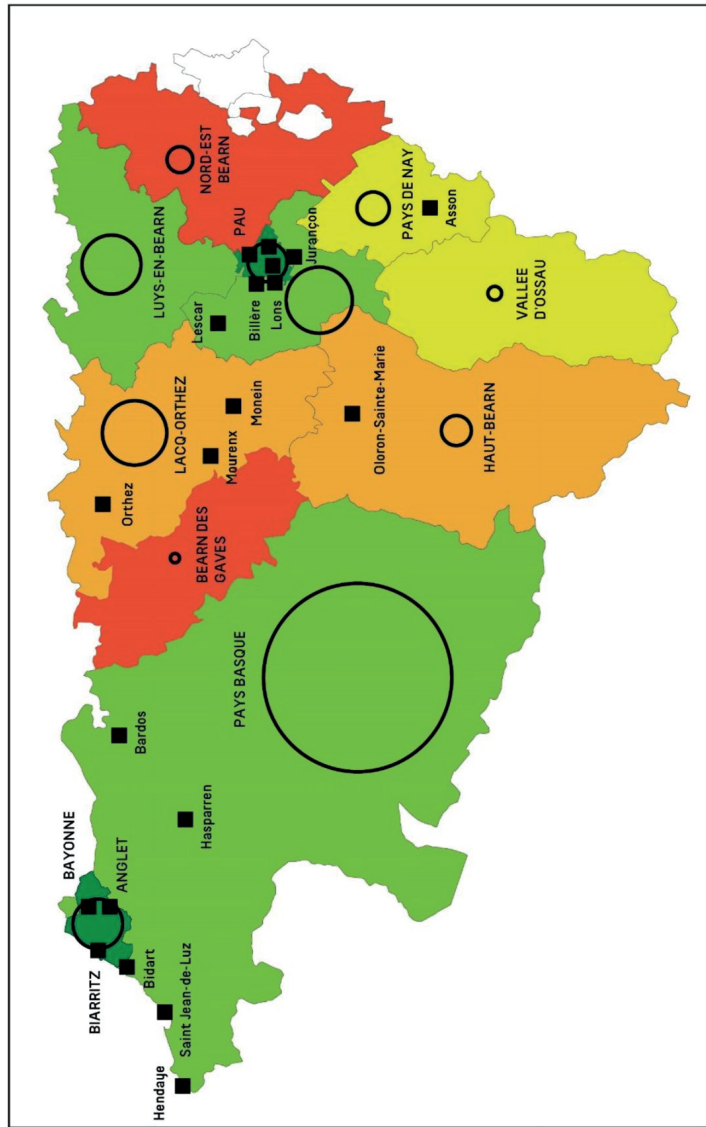 BAYONNE
BIARRITZ
ANGLET
Bidart
Saint Jean-de-Luz
Hendaye
Hasparren
Bardos
PAYS BASQUE
BEARN DES
GAVES
Orthez
LACQ-ORTHEZ
Mourenx
Monein
Oloron-Sainte-Marie
HAUT-BEARN
LUYS-EN-BEARN
Lescar
Billère
Lons
PAU
Jurançon
NORD-EST
BEARN
PAYS DE NAY
Asson
VALLEE
D'OSSAU